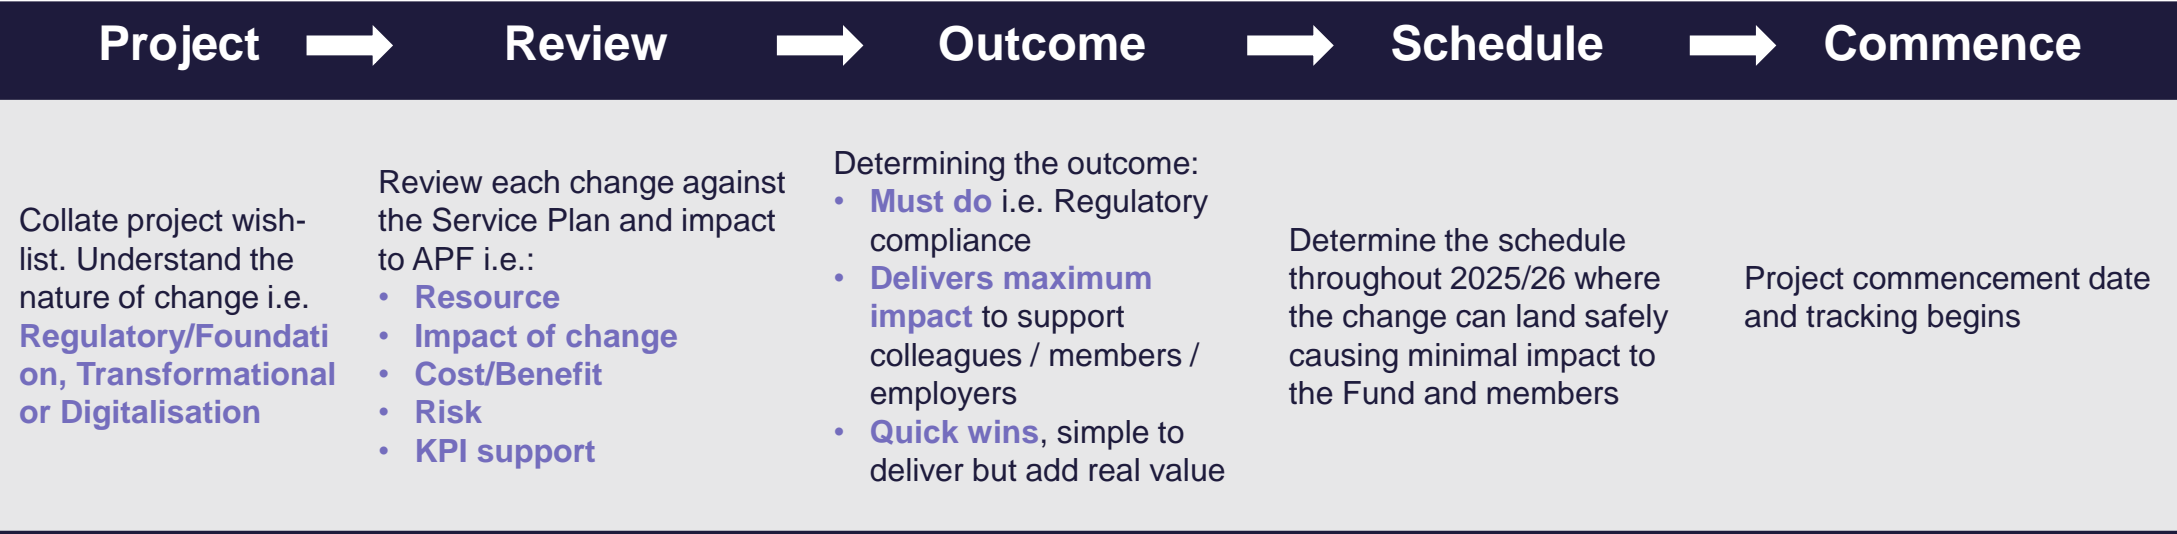 Project
Review
Outcome
Schedule
Commence
Collate project wish-
list. Understand the
nature of change i.e.
Regulatory/Foundati
on, Transformational
or Digitalisation
Review each change against
the Service Plan and impact
to APF i.e.:
• Resource
• Impact of change
• Cost/Benefit
• Risk
• KPI support
Determining the outcome:
• Must do i.e. Regulatory
compliance
• Delivers maximum
impact to support
colleagues / members /
employers
• Quick wins, simple to
deliver but add real value
Determine the schedule
throughout 2025/26 where
the change can land safely
causing minimal impact to
the Fund and members
Project commencement date
and tracking begins